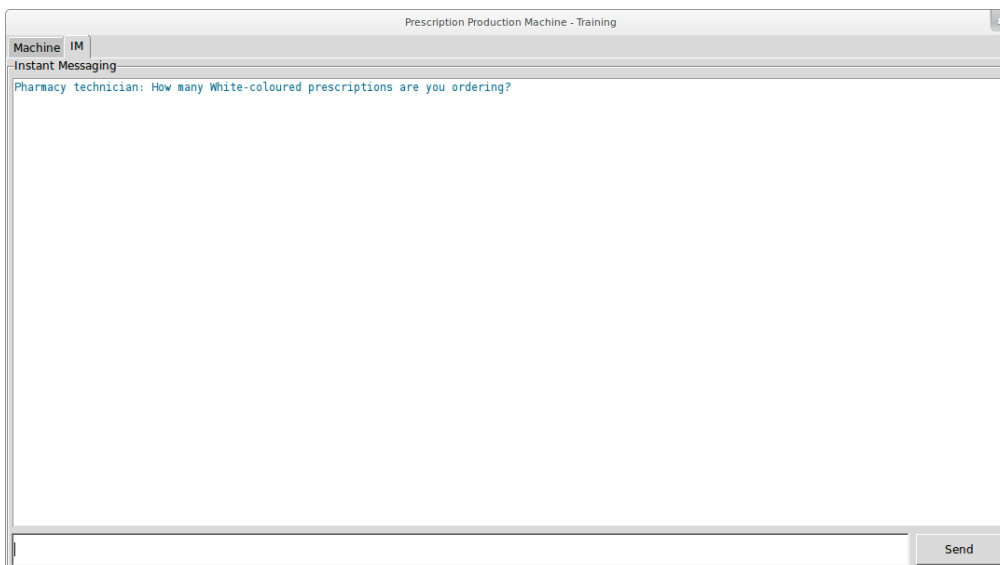 Prescription Production Machine - Training
Machine IM
Instant Messaging
Pharmacy technician: How many White-coloured prescriptions are you ordering?
Send